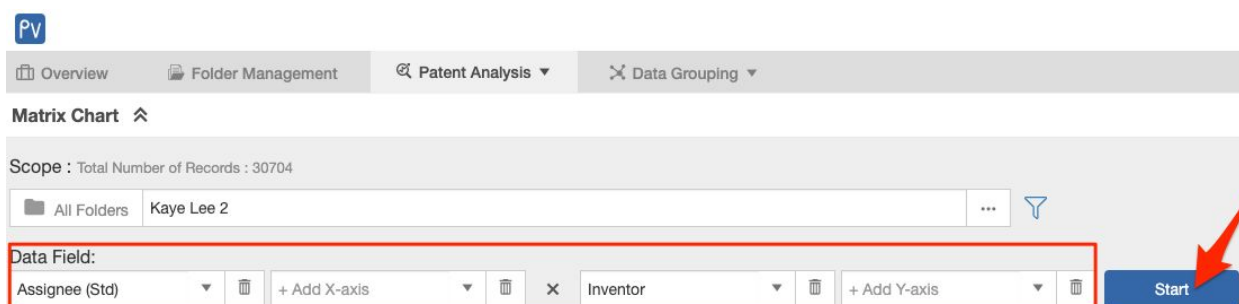 PV
Overview Folder Management Patent Analysis ▼ Data Grouping ▼
Matrix Chart
Scope : Total Number of Records : 30704
All Folders Kaye Lee 2 ...
Data Field:
Assignee (Std) ▼ + Add X-axis ▼ × Inventor ▼ + Add Y-axis ▼ Start